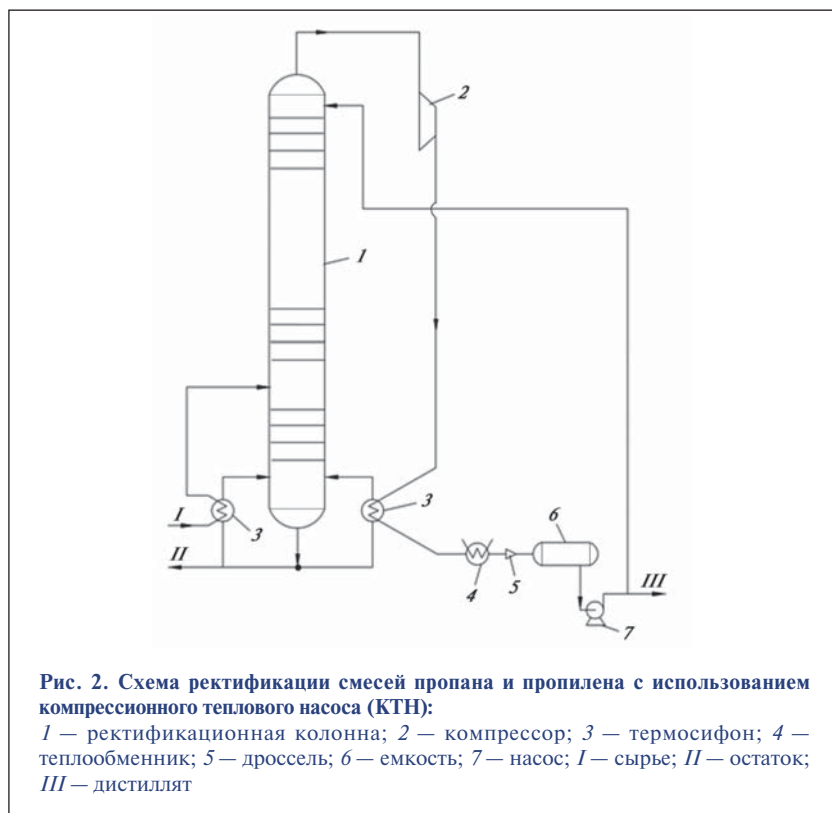 2
1
3
3
I
II
4
5
6
7
III
Рис. 2. Схема ректификации смесей пропана и пропилена с использованием
компрессионного теплового насоса (КТН):
1 — ректификационная колонна; 2 — компрессор; 3 — термосифон; 4 —
теплообменник; 5 — дроссель; 6 — емкость; 7 — насос; I — сырье; II — остаток;
III — дистиллят